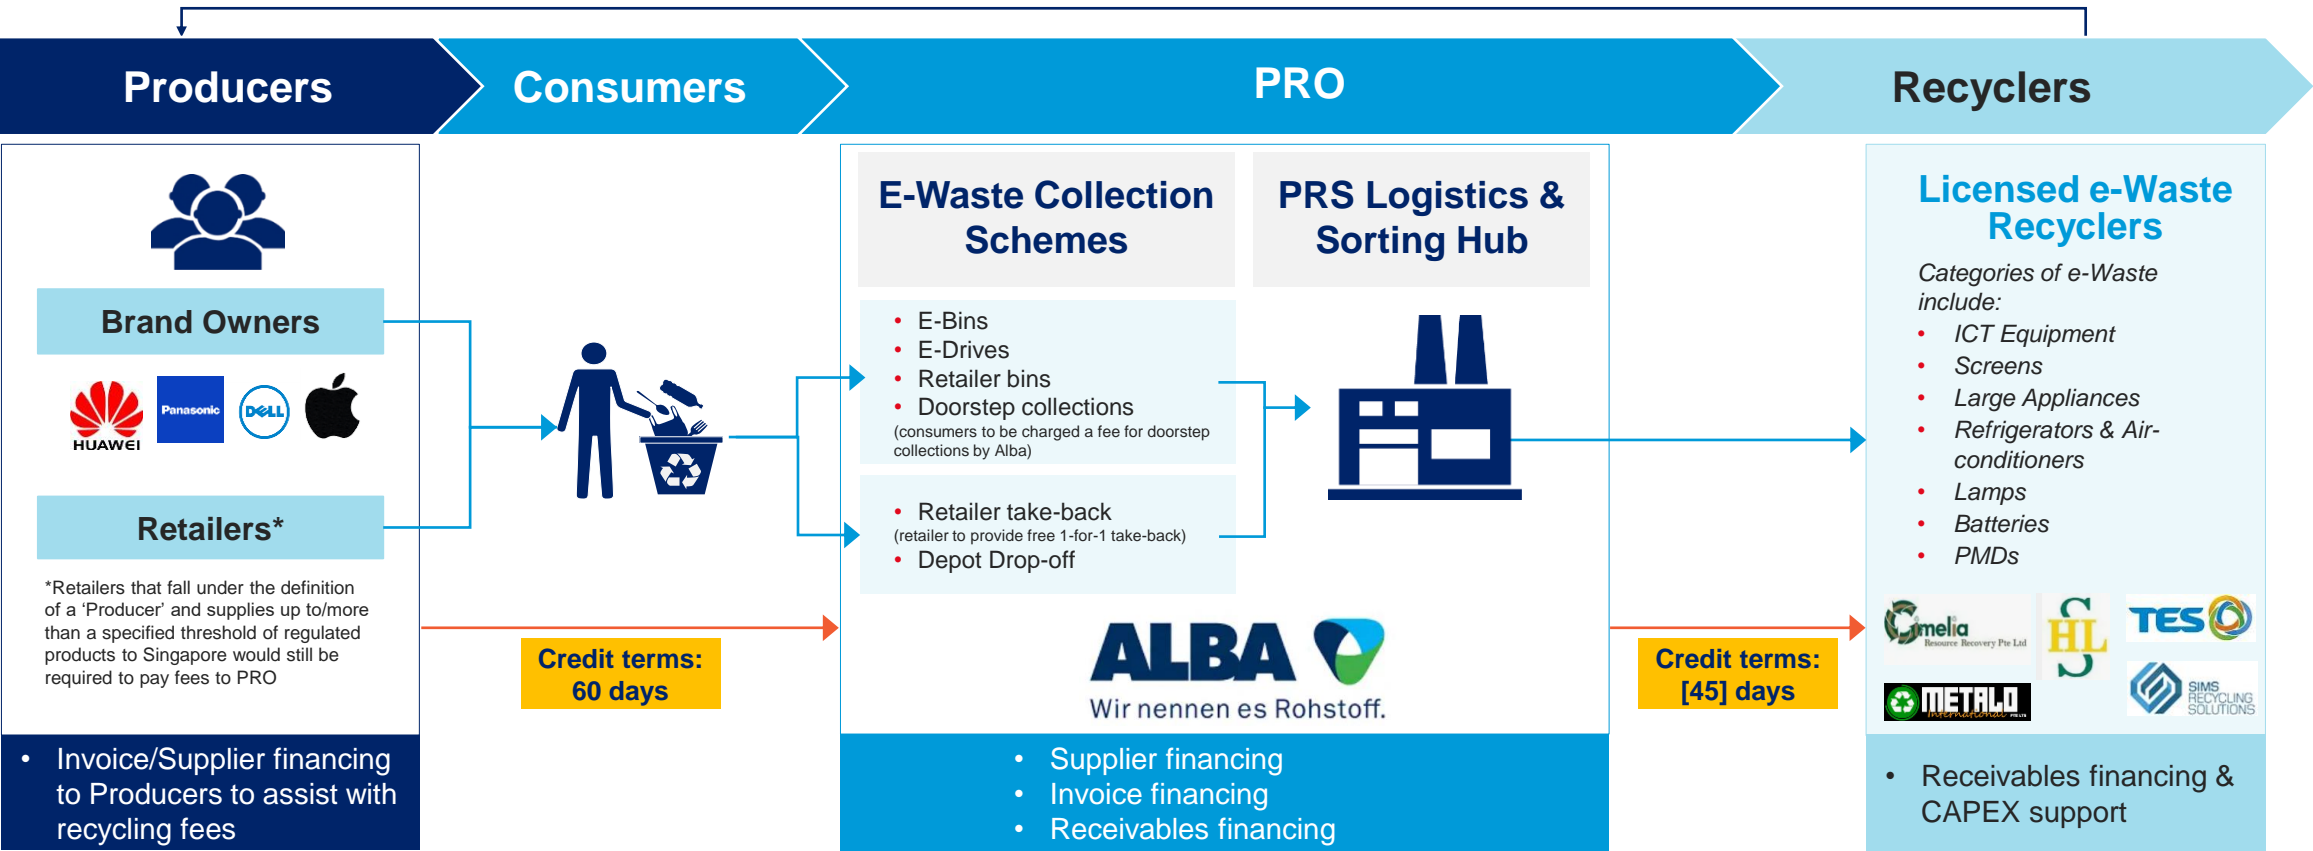 Producers
Consumers
PRO
Recyclers
Brand Owners
HUAWEI
Panasonic
DELL
Retailers*
*Retailers that fall under the definition
of a ‘Producer’ and supplies up to/more
than a specified threshold of regulated
products to Singapore would still be
required to pay fees to PRO
• Invoice/Supplier financing
to Producers to assist with
recycling fees
Credit terms:
60 days
E-Waste Collection
Schemes
• E-Bins
• E-Drives
• Retailer bins
• Doorstep collections
(consumers to be charged a fee for doorstep
collections by Alba)
• Retailer take-back
(retailer to provide free 1-for-1 take-back)
• Depot Drop-off
PRS Logistics &
Sorting Hub
ALBA
Wir nennen es Rohstoff.
• Supplier financing
• Invoice financing
• Receivables financing
Credit terms:
[45] days
Licensed e-Waste
Recyclers
Categories of e-Waste
include:
• ICT Equipment
• Screens
• Large Appliances
• Refrigerators & Air-
conditioners
• Lamps
• Batteries
• PMDs
Cimelia
Resource Recovery Pte Ltd
SHL
TES
METALO
International PTE LTD
SIMS
RECYCLING
SOLUTIONS
• Receivables financing &
CAPEX support